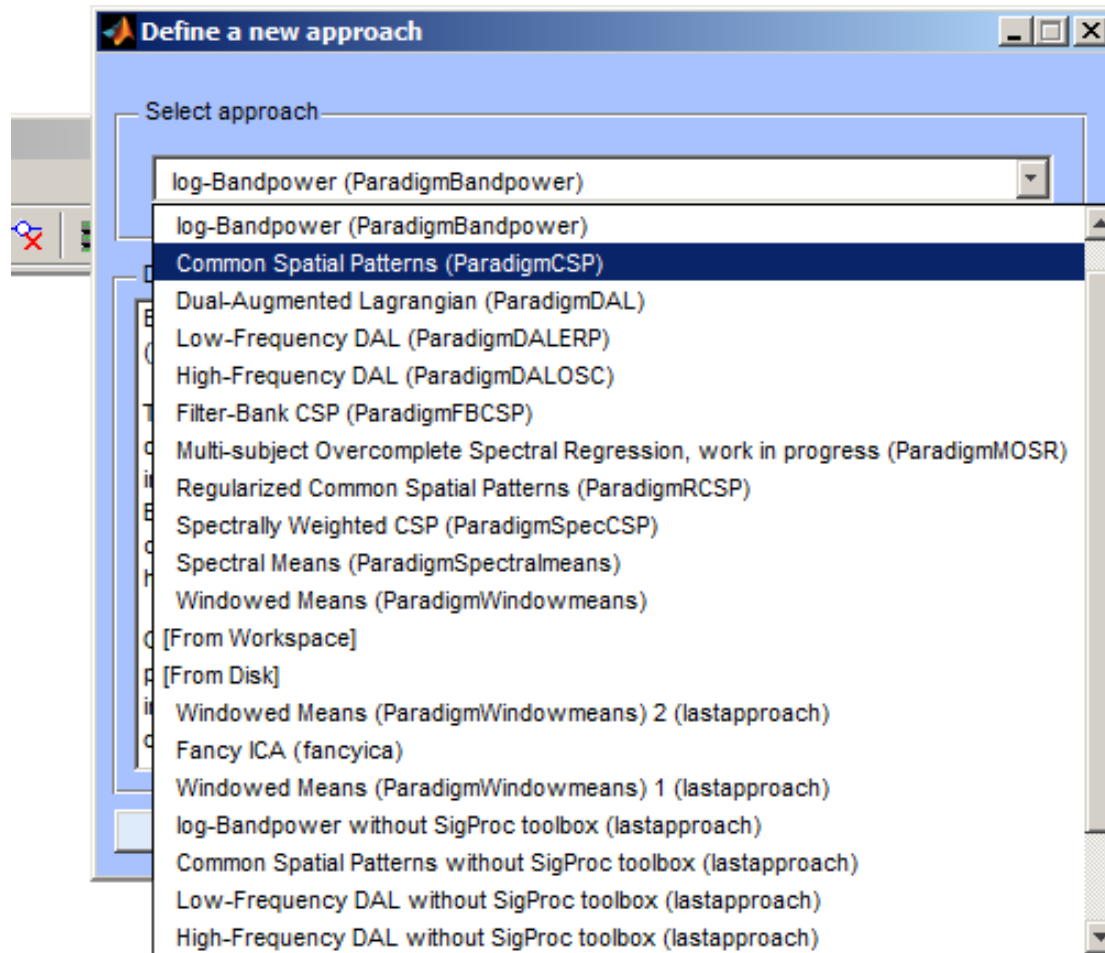 Define a new approach
Select approach
log-Bandpower (ParadigmBandpower)
log-Bandpower (ParadigmBandpower)
Common Spatial Patterns (ParadigmCSP)
Dual-Augmented Lagrangian (ParadigmDAL)
Low-Frequency DAL (ParadigmDALERP)
High-Frequency DAL (ParadigmDALOSC)
Filter-Bank CSP (ParadigmFBCSP)
Multi-subject Overcomplete Spectral Regression, work in progress (ParadigmMOSR)
Regularized Common Spatial Patterns (ParadigmRCSP)
Spectrally Weighted CSP (ParadigmSpecCSP)
Spectral Means (ParadigmSpectralmeans)
Windowed Means (ParadigmWindowmeans)
[From Workspace]
[From Disk]
Windowed Means (ParadigmWindowmeans) 2 (lastapproach)
Fancy ICA (fancyica)
Windowed Means (ParadigmWindowmeans) 1 (lastapproach)
log-Bandpower without SigProc toolbox (lastapproach)
Common Spatial Patterns without SigProc toolbox (lastapproach)
Low-Frequency DAL without SigProc toolbox (lastapproach)
High-Frequency DAL without SigProc toolbox (lastapproach)